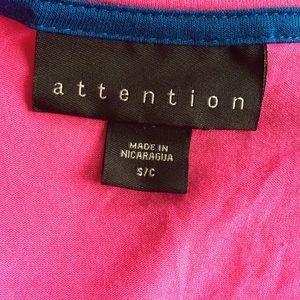 attention
MADE IN
NICARAGUA
S/C